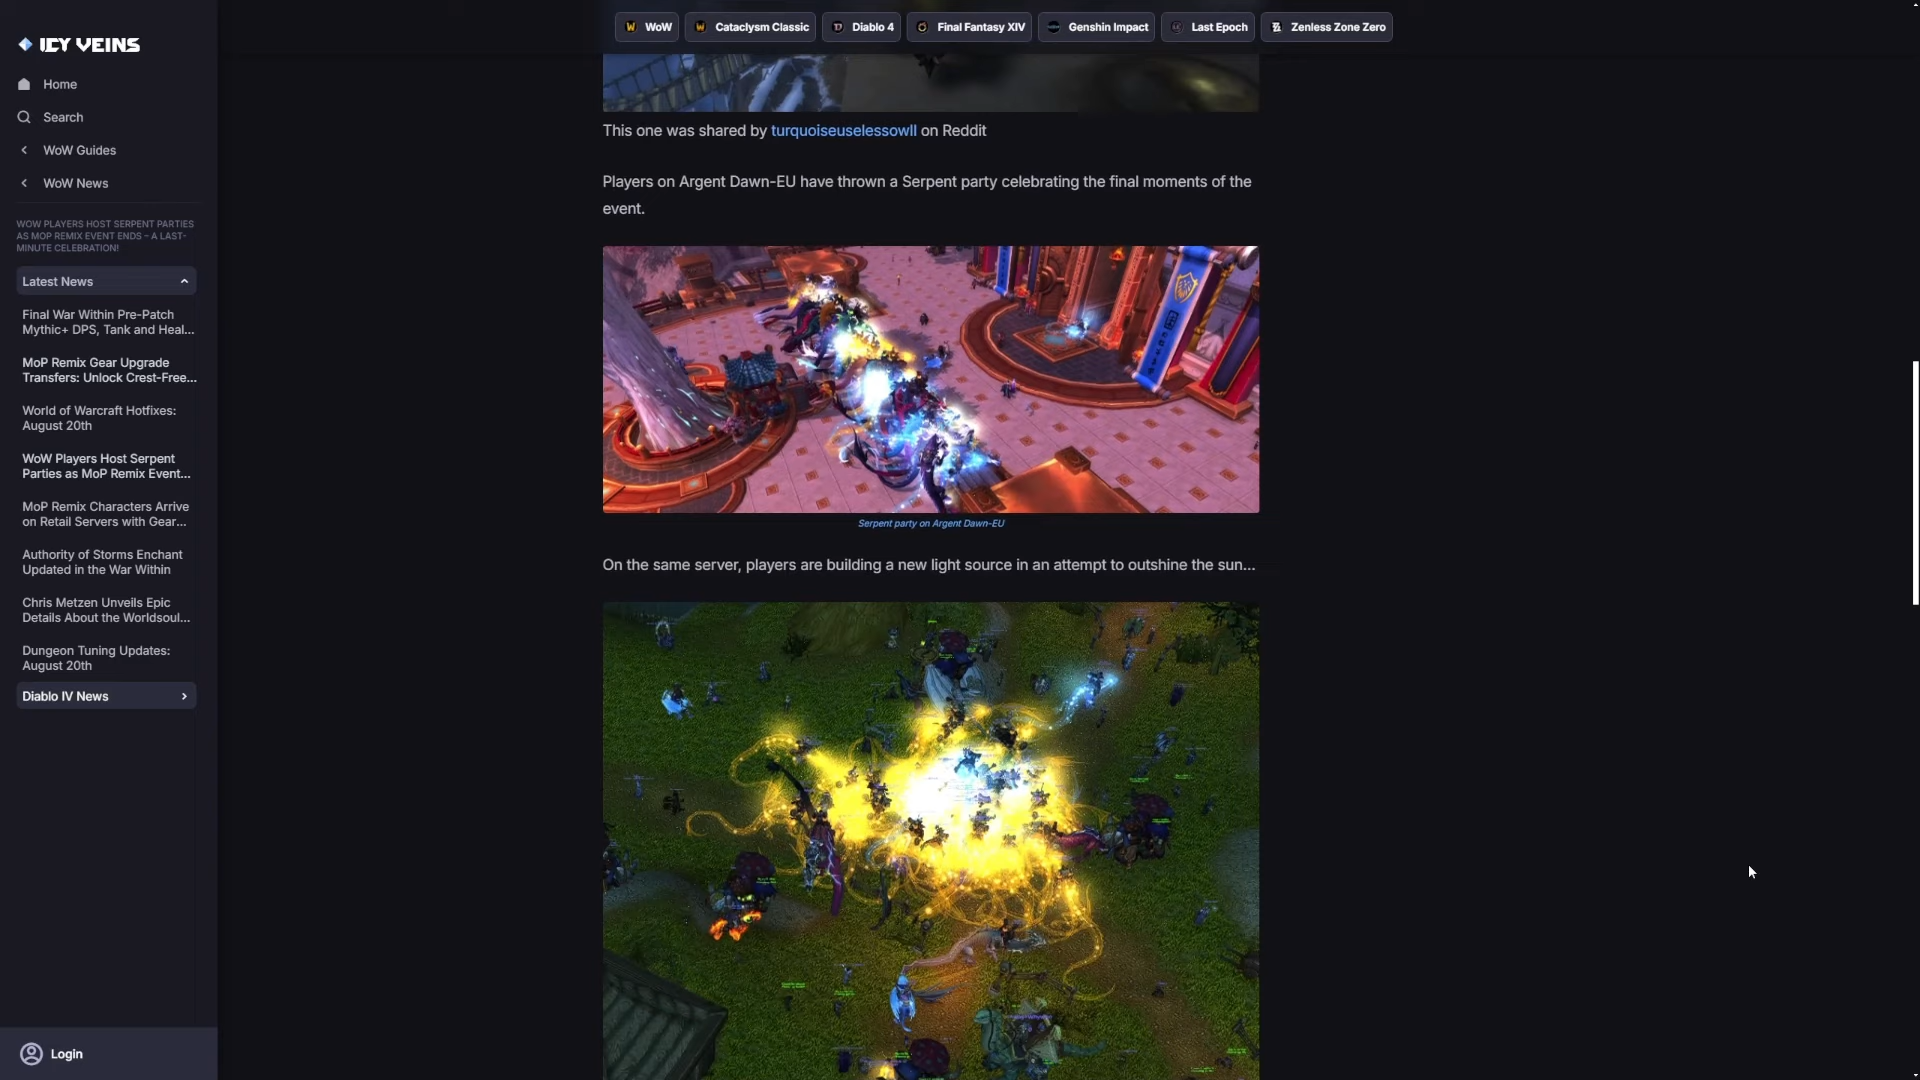 ICY VEINS
WoW
Cataclysm Classic
Diablo 4
Final Fantasy XIV
Genshin Impact
Last Epoch
Zenless Zone Zero
Home
Search
WoW Guides
WoW News
WOW PLAYERS HOST SERPENT PARTIES
AS MOP REMIX EVENT ENDS – A LAST-
MINUTE CELEBRATION!
Latest News
Final War Within Pre-Patch
Mythic+ DPS, Tank and Heal...
MoP Remix Gear Upgrade
Transfers: Unlock Crest-Free...
World of Warcraft Hotfixes:
August 20th
WoW Players Host Serpent
Parties as MoP Remix Event...
MoP Remix Characters Arrive
on Retail Servers with Gear...
Authority of Storms Enchant
Updated in the War Within
Chris Metzen Unveils Epic
Details About the Worldsoul...
Dungeon Tuning Updates:
August 20th
Diablo IV News
Login
This one was shared by turquoiseuselessowll on Reddit
Players on Argent Dawn-EU have thrown a Serpent party celebrating the final moments of the
event.
Serpent party on Argent Dawn-EU
On the same server, players are building a new light source in an attempt to outshine the sun...